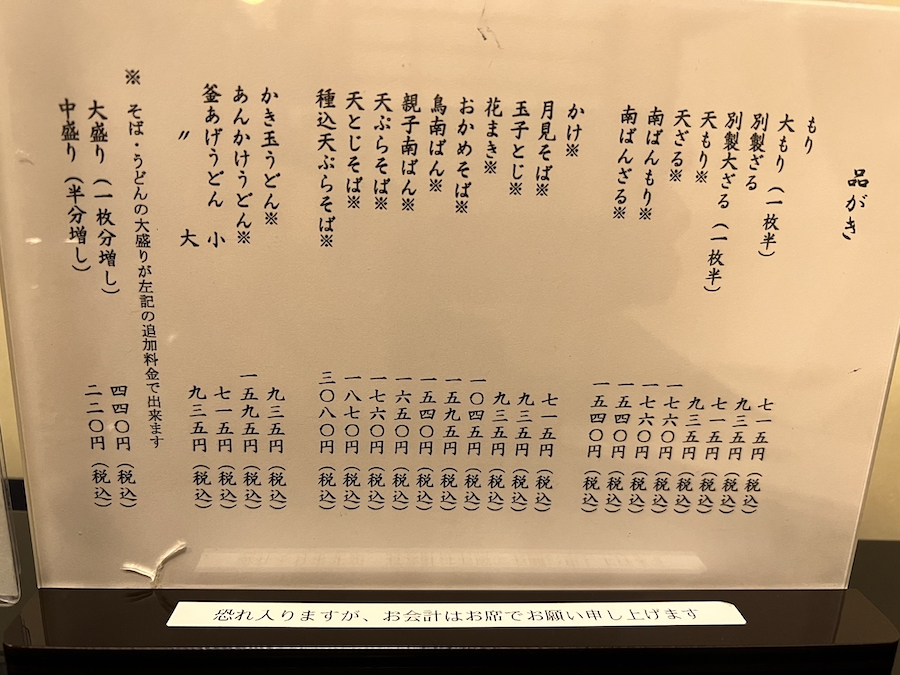 品がき
もり 七一五円(税込)
大もり（一枚半） 九三五円(税込)
別製ざる 七一五円(税込)
別製大ざる（一枚半） 九三五円(税込)
天もり※ 一七六〇円(税込)
天ざる※ 一七六〇円(税込)
南ばんもり※ 一五四〇円(税込)
南ばんざる※ 一五四〇円(税込)
かけ※ 七一五円(税込)
月見そば※ 九三五円(税込)
玉子とじ※ 九三五円(税込)
花まき※ 一〇四五円(税込)
おかめそば※ 一五九五円(税込)
鳥南ばん※ 一五四〇円(税込)
親子南ばん※ 一六五〇円(税込)
天ぷらそば※ 一七六〇円(税込)
天とじそば※ 一八七〇円(税込)
種込天ぷらそば※ 三〇八〇円(税込)
かき玉うどん※ 九三五円(税込)
あんかけうどん※ 一五九五円(税込)
釜あげうどん 小 七一五円(税込)
〃 大 九三五円(税込)
※ そば・うどんの大盛りが左記の追加料金で出来ます
大盛り（一枚分増し） 四四〇円(税込)
中盛り（半分増し） 二二〇円(税込)
恐れ入りますが、お会計はお席でお願い申し上げます